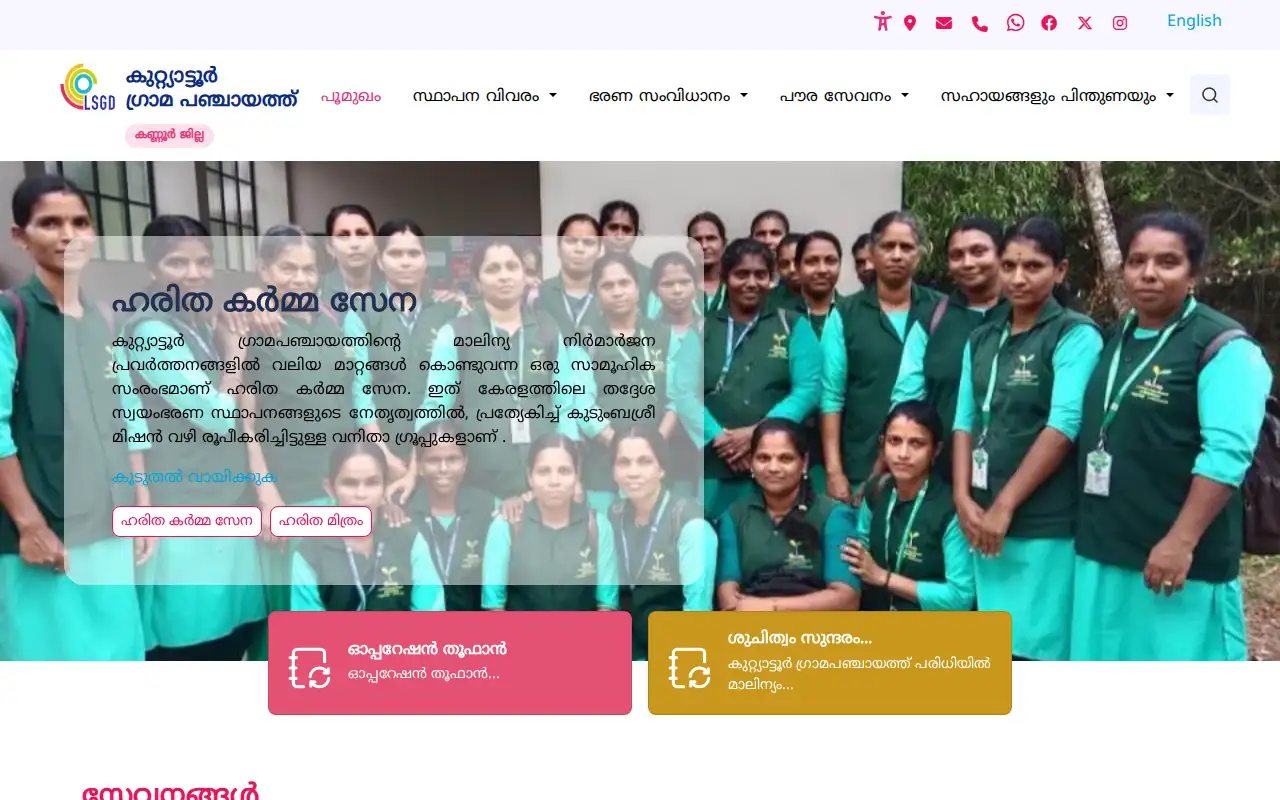 English
LSGD
കുറ്റ്യാട്ടൂർ
ഗ്രാമ പഞ്ചായത്ത്
കണ്ണൂർ ജില്ല
പൂമുഖം
സ്ഥാപന വിവരം
ഭരണ സംവിധാനം
പൗര സേവനം
സഹായങ്ങളും പിന്തുണയും
ഹരിത കർമ്മ സേന
കുറ്റ്യാട്ടൂർ ഗ്രാമപഞ്ചായത്തിന്റെ മാലിന്യ നിർമാർജന
പ്രവർത്തനങ്ങളിൽ വലിയ മാറ്റങ്ങൾ കൊണ്ടുവന്ന ഒരു സാമൂഹിക
സംരംഭമാണ് ഹരിത കർമ്മ സേന. ഇത് കേരളത്തിലെ തദ്ദേശ
സ്വയംഭരണ സ്ഥാപനങ്ങളുടെ നേതൃത്വത്തിൽ, പ്രത്യേകിച്ച് കുടുംബശ്രീ
മിഷൻ വഴി രൂപീകരിച്ചിട്ടുള്ള വനിതാ ഗ്രൂപ്പുകളാണ് .
കൂടുതൽ വായിക്കുക
ഹരിത കർമ്മ സേന
ഹരിത മിത്രം
ഓപ്പറേഷൻ തൂഫാൻ
ഓപ്പറേഷൻ തൂഫാൻ...
ശുചിത്വം സുന്ദരം...
കുറ്റ്യാട്ടൂർ ഗ്രാമപഞ്ചായത്ത് പരിധിയിൽ
മാലിന്യം...
സേവനങ്ങൾ